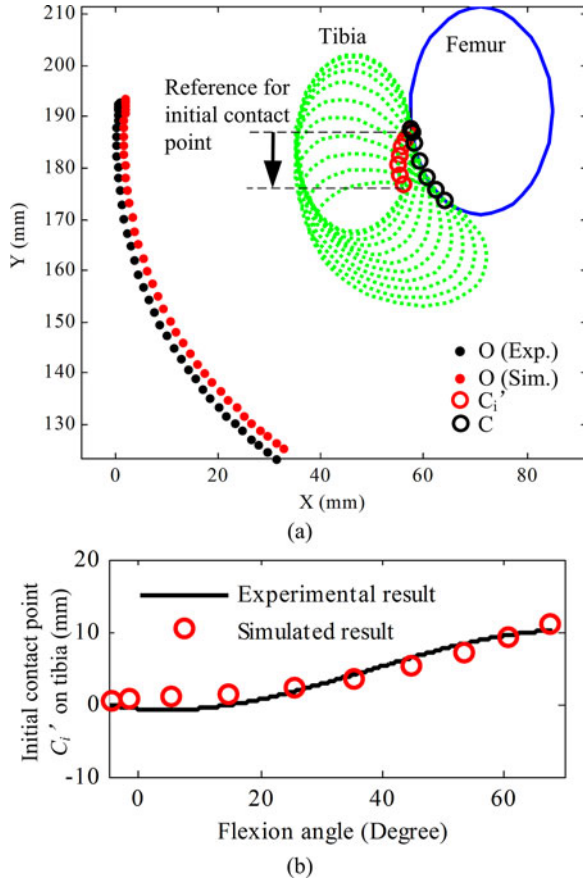 210
200
190
180
170
160
150
140
130
Y (mm)
Tibia
Femur
Reference for
initial contact
point
O (Exp.)
O (Sim.)
Cᵢ'
C
0
20
40
60
80
X (mm)
(a)
20
10
0
-10
Initial contact point
Cᵢ' on tibia (mm)
Experimental result
Simulated result
0
20
40
60
Flexion angle (Degree)
(b)